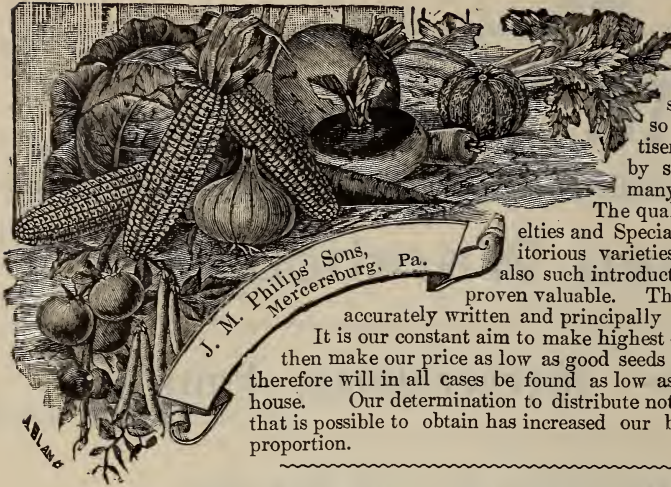 so
tiser
by s
many
The qua
elties and Specia
itorious varieties
also such introduct
proven valuable. Th
accurately written and principally
It is our constant aim to make highest
then make our price as low as good seeds
therefore will in all cases be found as low as
house. Our determination to distribute not
that is possible to obtain has increased our b
proportion.
J. M. Philips' Sons,
Mercersburg, Pa.
A BLANC